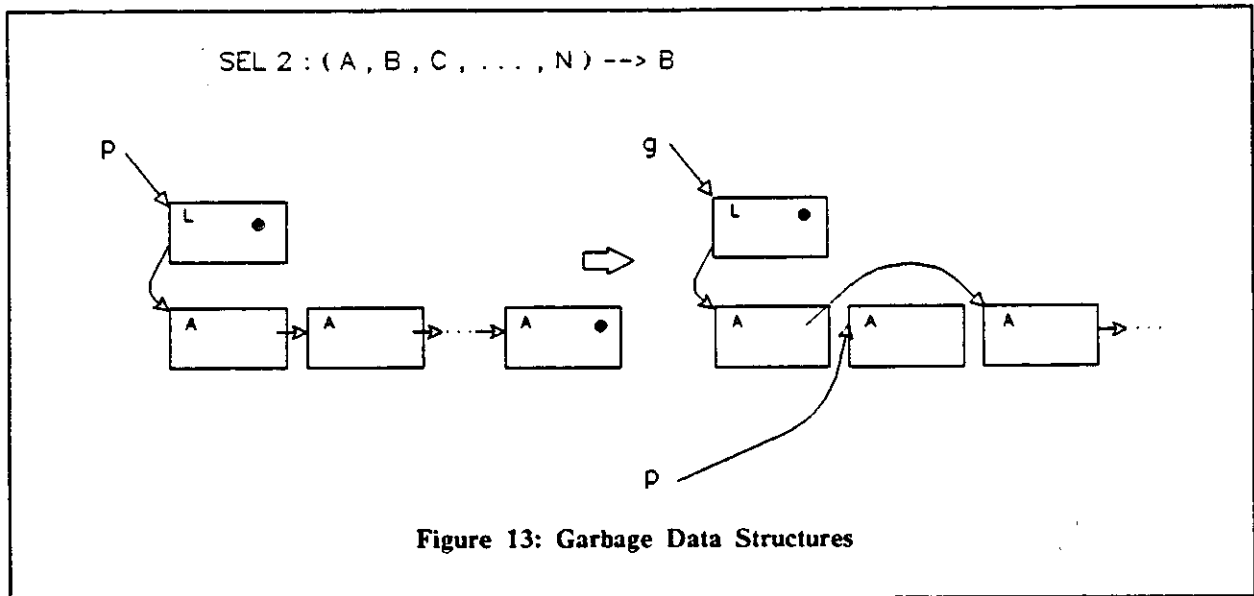 SEL 2 : ( A , B , C , . . . , N ) --> B
P g
L L
A A A A A A
P
Figure 13: Garbage Data Structures